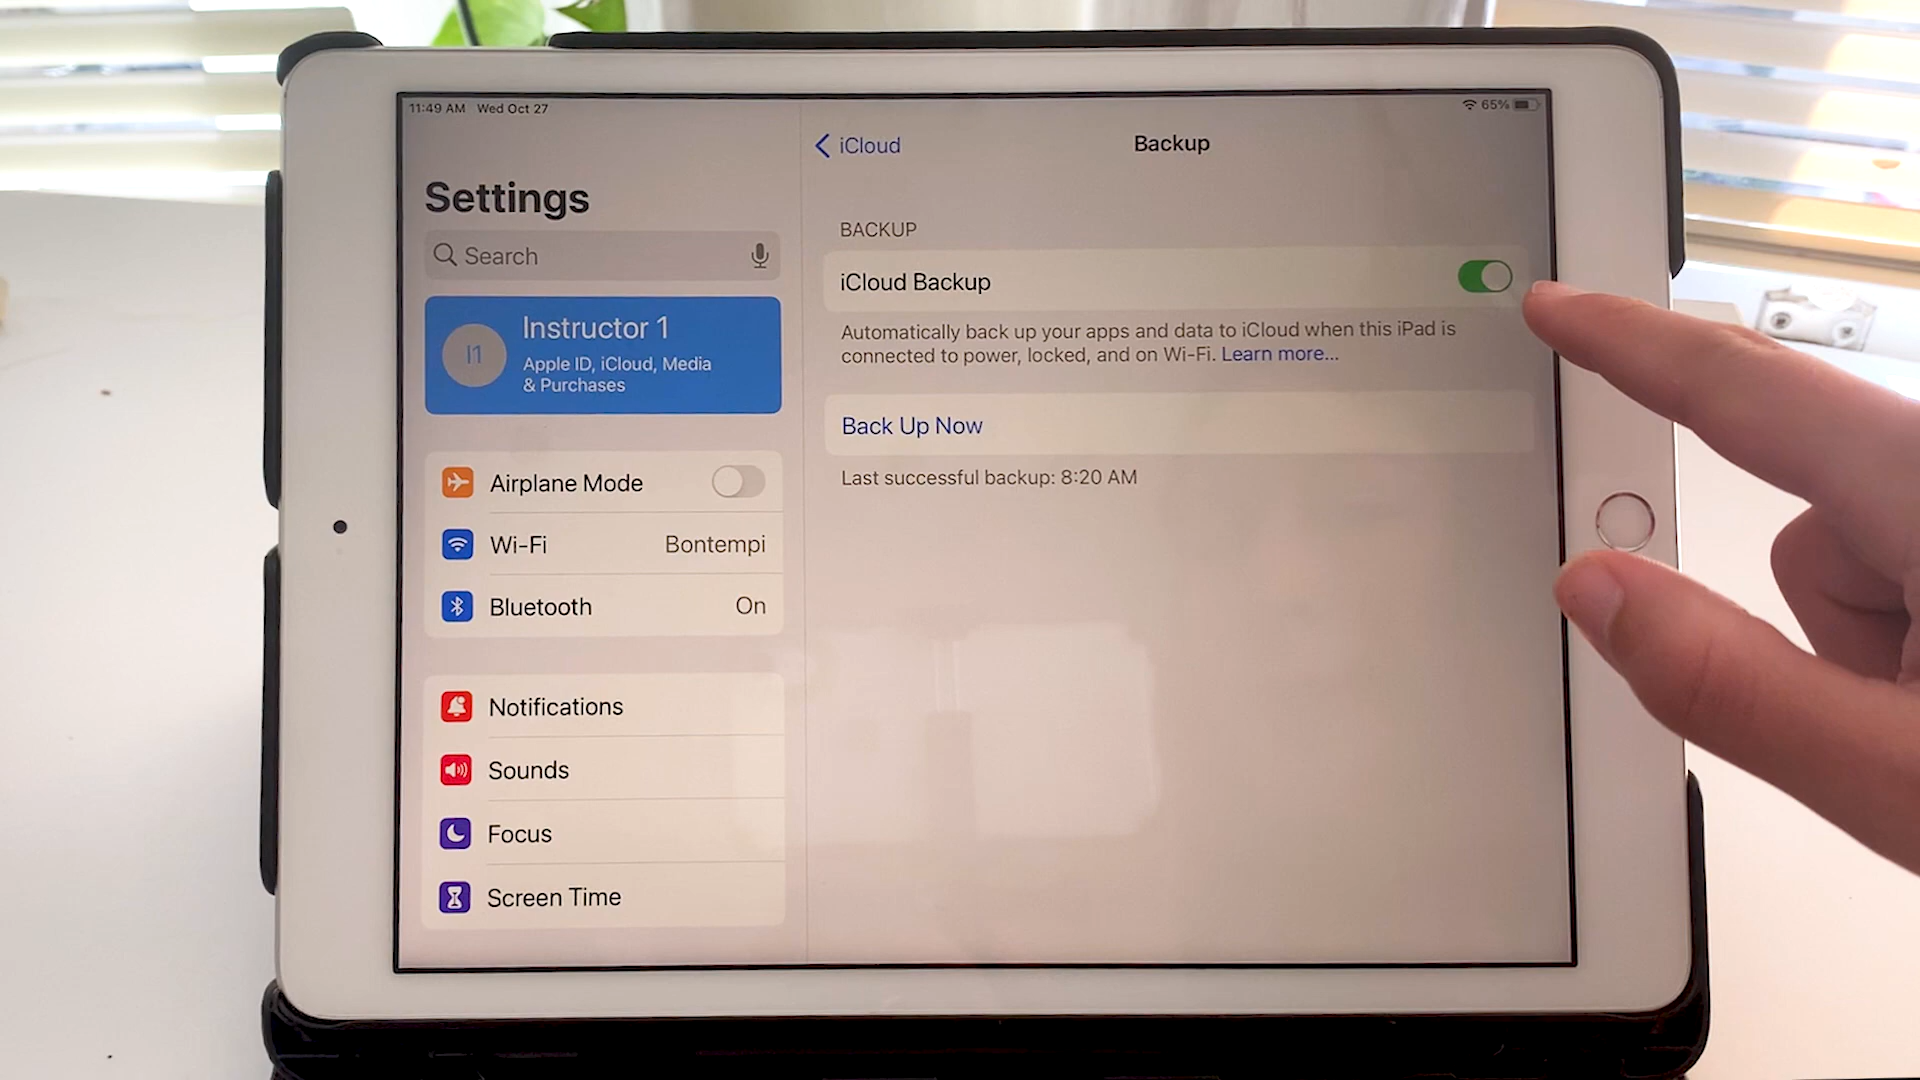 11:49 AM Wed Oct 27
65%
Settings
Search
I1
Instructor 1
Apple ID, iCloud, Media
& Purchases
Airplane Mode
Wi-Fi Bontempi
Bluetooth On
Notifications
Sounds
Focus
Screen Time
iCloud
Backup
BACKUP
iCloud Backup
Automatically back up your apps and data to iCloud when this iPad is
connected to power, locked, and on Wi-Fi. Learn more...
Back Up Now
Last successful backup: 8:20 AM